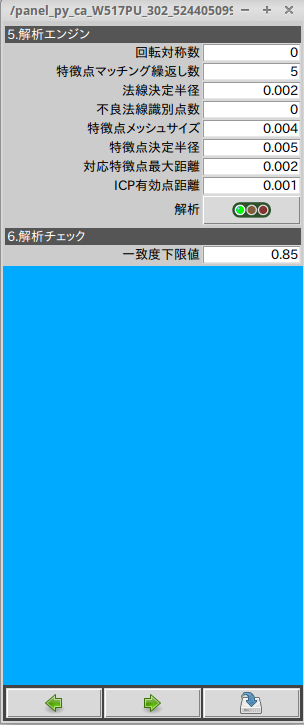 /panel_py_ca_W517PU_302_524405099
5.解析エンジン
回転対称数 0
特徴点マッチング繰返し数 5
法線決定半径 0.002
不良法線識別点数 0
特徴点メッシュサイズ 0.004
特徴点決定半径 0.005
対応特徴点最大距離 0.002
ICP有効点距離 0.001
解析
6.解析チェック
一致度下限値 0.85